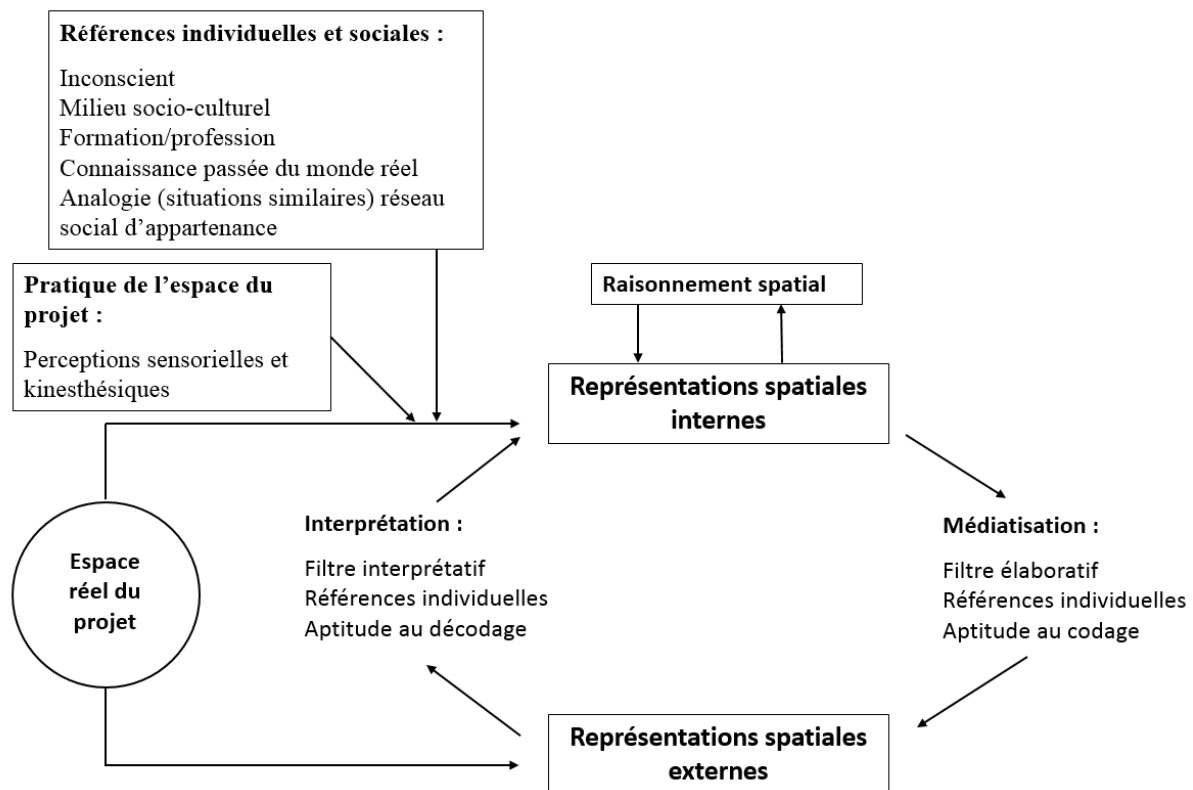 Références individuelles et sociales :
Inconscient
Milieu socio-culturel
Formation/profession
Connaissance passée du monde réel
Analogie (situations similaires) réseau
social d’appartenance
Pratique de l’espace du
projet :
Perceptions sensorielles et
kinesthésiques
Raisonnement spatial
Représentations spatiales
internes
Espace
réel du
projet
Interprétation :
Filtre interprétatif
Références individuelles
Aptitude au décodage
Médiatisation :
Filtre élaboratif
Références individuelles
Aptitude au codage
Représentations spatiales
externes